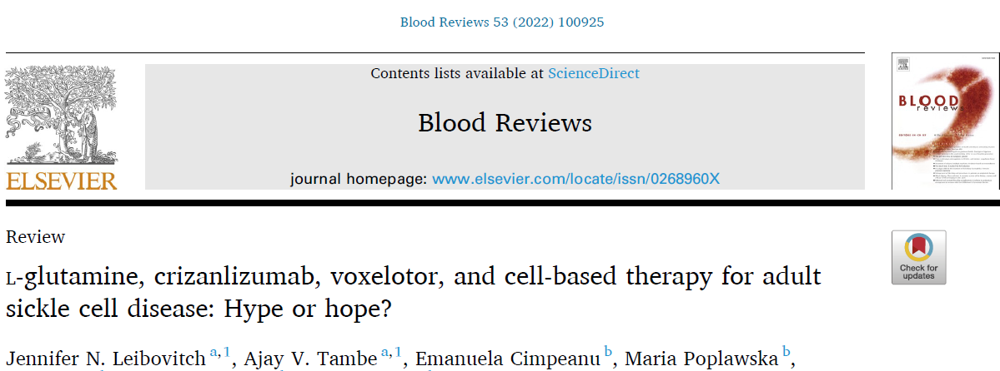 Blood Reviews 53 (2022) 100925
Contents lists available at ScienceDirect
Blood Reviews
journal homepage: www.elsevier.com/locate/issn/0268960X
ELSEVIER
BLOOD
reviews
Review
L-glutamine, crizanlizumab, voxelotor, and cell-based therapy for adult
sickle cell disease: Hype or hope?
Check for
updates
Jennifer N. Leibovitch a,1, Ajay V. Tambe a,1, Emanuela Cimpeanu b, Maria Poplawska b,